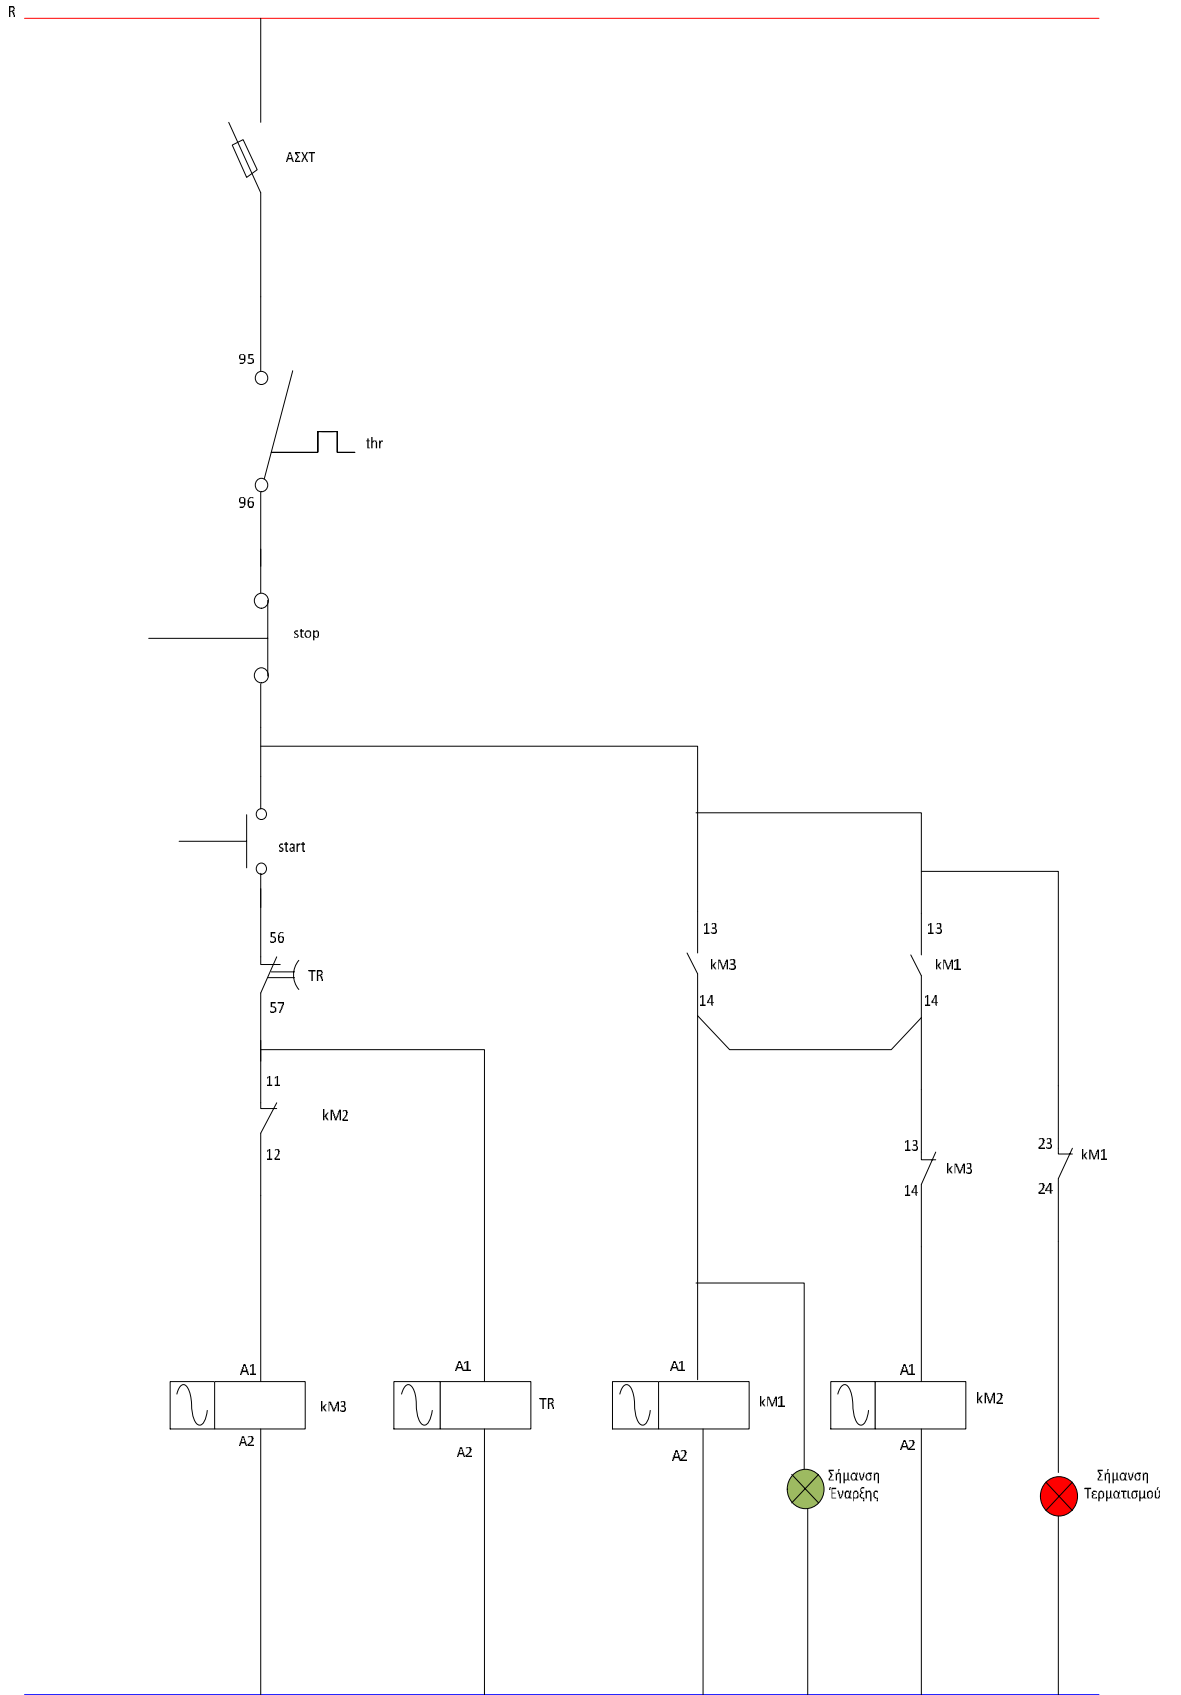 R
ΑΣΧΤ
95
thr
96
stop
start
56
TR
57
11
kM2
12
13
kM3
14
13
kM1
14
13
kM3
14
23
kM1
24
A1
kM3
A2
A1
TR
A2
A1
kM1
A2
Σήμανση
Έναρξης
A1
kM2
A2
Σήμανση
Τερματισμού